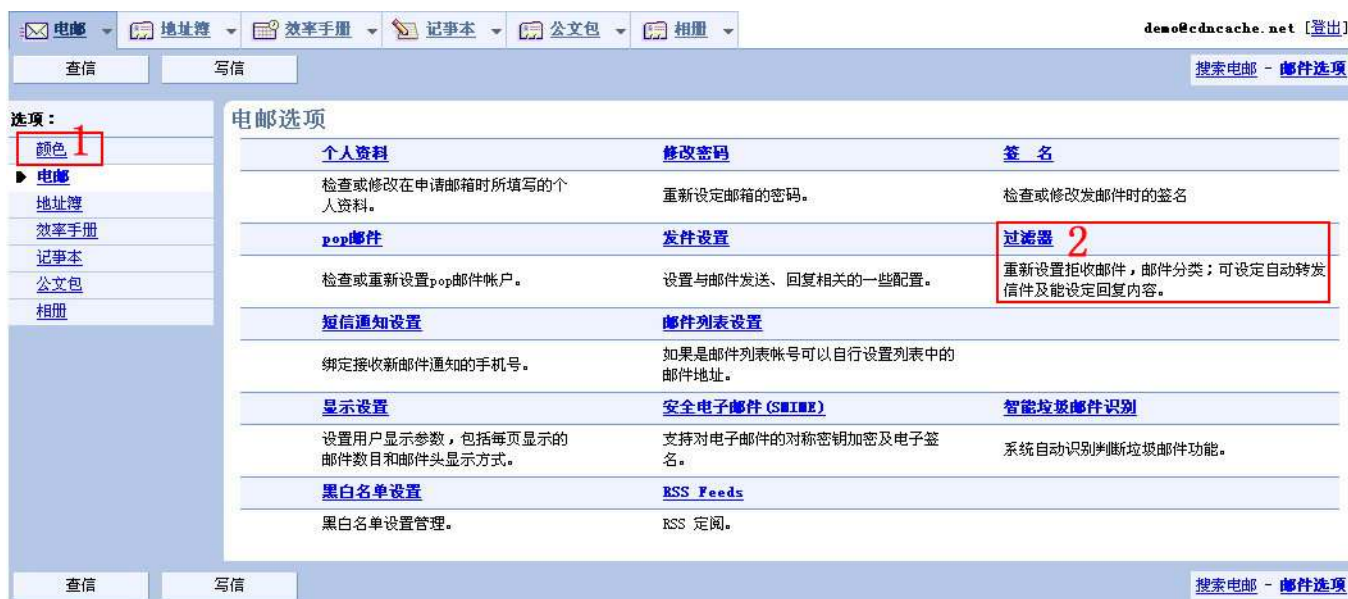 电邮 地址簿 效率手册 记事本 公文包 相册 demo@cdncache.net [登出]
查信 写信 搜索电邮 - 邮件选项
选项：
颜色 1
电邮
地址簿
效率手册
记事本
公文包
相册
电邮选项
个人资料 修改密码 签 名
检查或修改在申请邮箱时所填写的个
人资料。
重新设定邮箱的密码。
检查或修改发邮件时的签名
pop邮件 发件设置 过滤器 2
检查或重新设置pop邮件帐户。
设置与邮件发送、回复相关的一些配置。
重新设置拒收邮件，邮件分类；可设定自动转发
信件及能设定回复内容。
短信通知设置 邮件列表设置
绑定接收新邮件通知的手机号。
如果是邮件列表帐号可以自行设置列表中的
邮件地址。
显示设置 安全电子邮件(SMIME) 智能垃圾邮件识别
设置用户显示参数，包括每页显示的
邮件数目和邮件头显示方式。
支持对电子邮件的对称密钥加密及电子签
名。
系统自动识别判断垃圾邮件功能。
黑白名单设置 RSS Feeds
黑白名单设置管理。 RSS 定阅。
查信 写信 搜索电邮 - 邮件选项